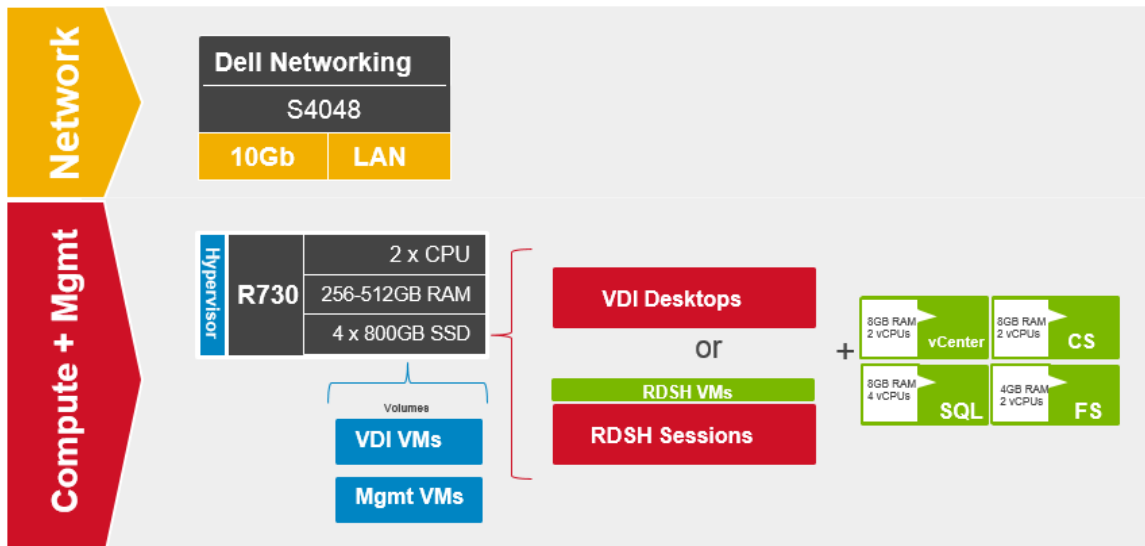 Network
Dell Networking
S4048
10Gb LAN
Compute + Mgmt
Hypervisor
R730
2 x CPU
256-512GB RAM
4 x 800GB SSD
Volumes
VDI VMs
Mgmt VMs
VDI Desktops
or
RDSH VMs
RDSH Sessions
+
8GB RAM
2 vCPUs
vCenter
8GB RAM
2 vCPUs
CS
8GB RAM
4 vCPUs
SQL
4GB RAM
2 vCPUs
FS